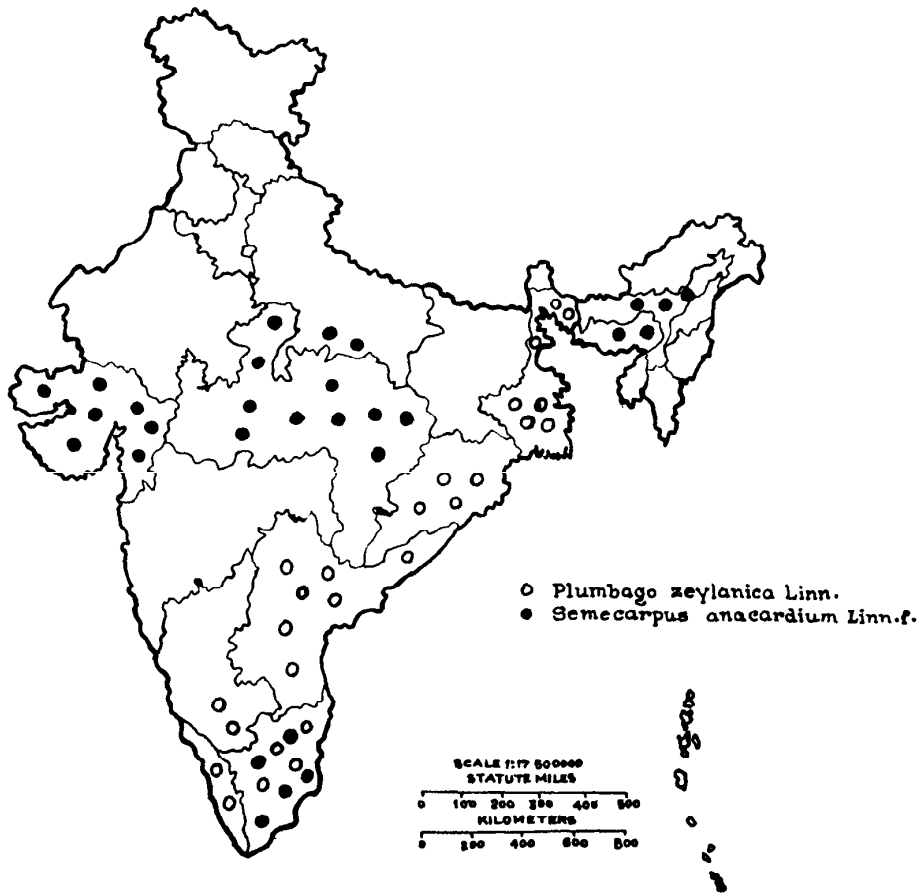 Plumbago zeylanica Linn.
Semecarpus anacardium Linn.f.
SCALE 1:17 500000
STATUTE MILES
0 100 200 300 400 500
KILOMETERS
0 200 400 600 800